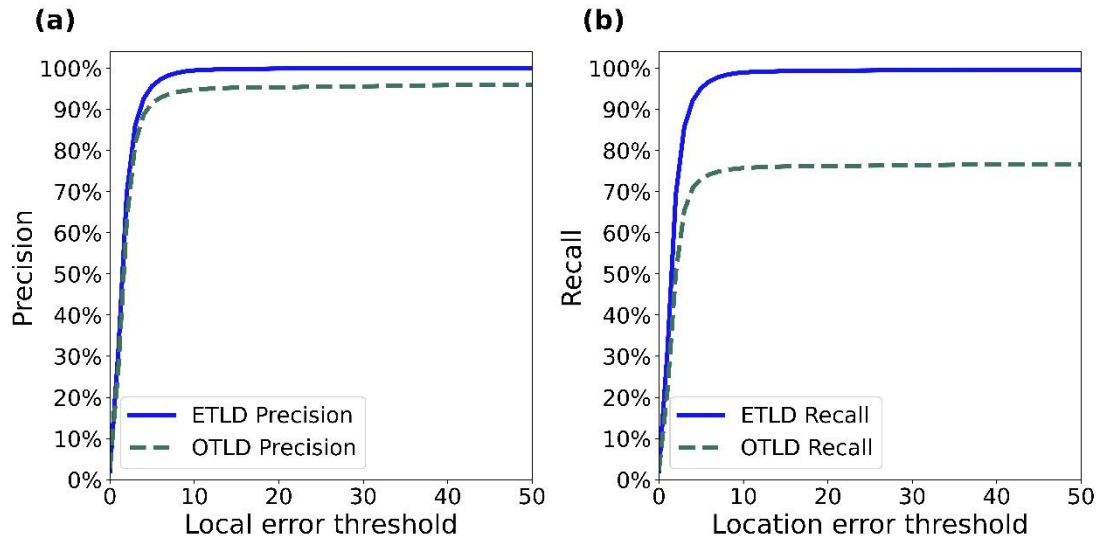 (a)
100%
90%
80%
70%
60%
50%
40%
30%
20%
10%
0%
Precision
ETLD Precision
OTLD Precision
0 10 20 30 40 50
Local error threshold
(b)
100%
90%
80%
70%
60%
50%
40%
30%
20%
10%
0%
Recall
ETLD Recall
OTLD Recall
0 10 20 30 40 50
Location error threshold